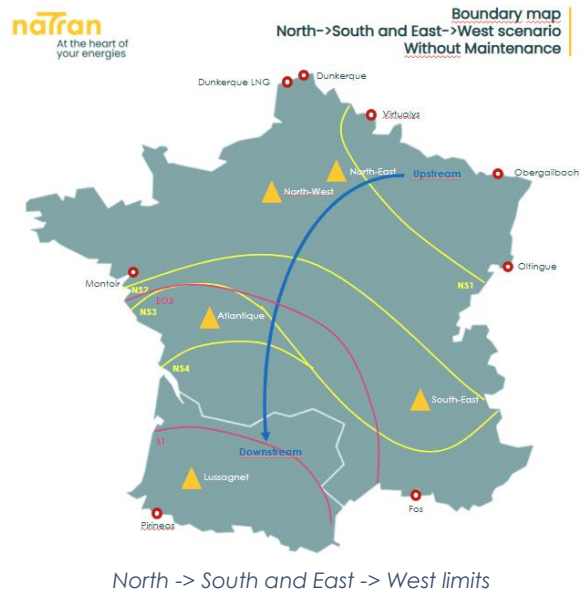 naTran
At the heart of
your energies
Boundary map
North->South and East->West scenario
Without Maintenance
Dunkerque LNG
Dunkerque
Virtualys
North-East
Upstream
Obergailbach
North-West
Oltingue
Montoir
NS1
NS2
EO2
NS3
Atlantique
NS4
South-East
S1
Downstream
Lussagnet
Fos
Pirineos
North -> South and East -> West limits